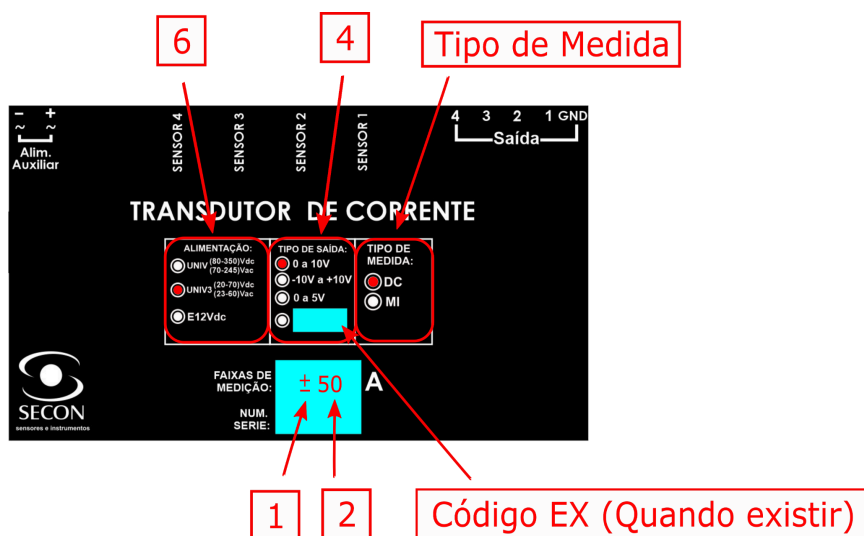 6
4
Tipo de Medida
- +
~ ~
Alim.
Auxiliar
SENSOR 4
SENSOR 3
SENSOR 2
SENSOR 1
4 3 2 1 GND
Saída
TRANSDUTOR DE CORRENTE
ALIMENTAÇÃO:
UNIV (80-350)Vdc
(70-245)Vac
UNIV3 (20-70)Vdc
(23-60)Vac
E12Vdc
TIPO DE SAÍDA:
0 a 10V
-10V a +10V
0 a 5V
TIPO DE
MEDIDA:
DC
MI
FAIXAS DE
MEDIÇÃO:
± 50 A
NUM.
SERIE:
SECON
sensores e instrumentos
1
2
Código EX (Quando existir)